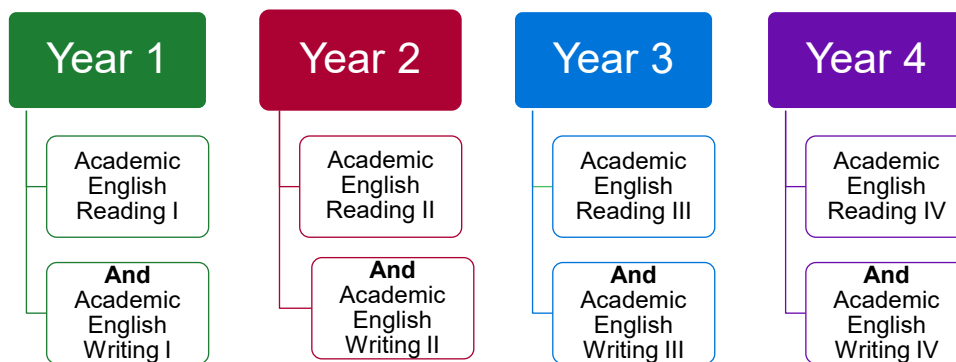 Year 1
Academic
English
Reading I
And
Academic
English
Writing I
Year 2
Academic
English
Reading II
And
Academic
English
Writing II
Year 3
Academic
English
Reading III
And
Academic
English
Writing III
Year 4
Academic
English
Reading IV
And
Academic
English
Writing IV